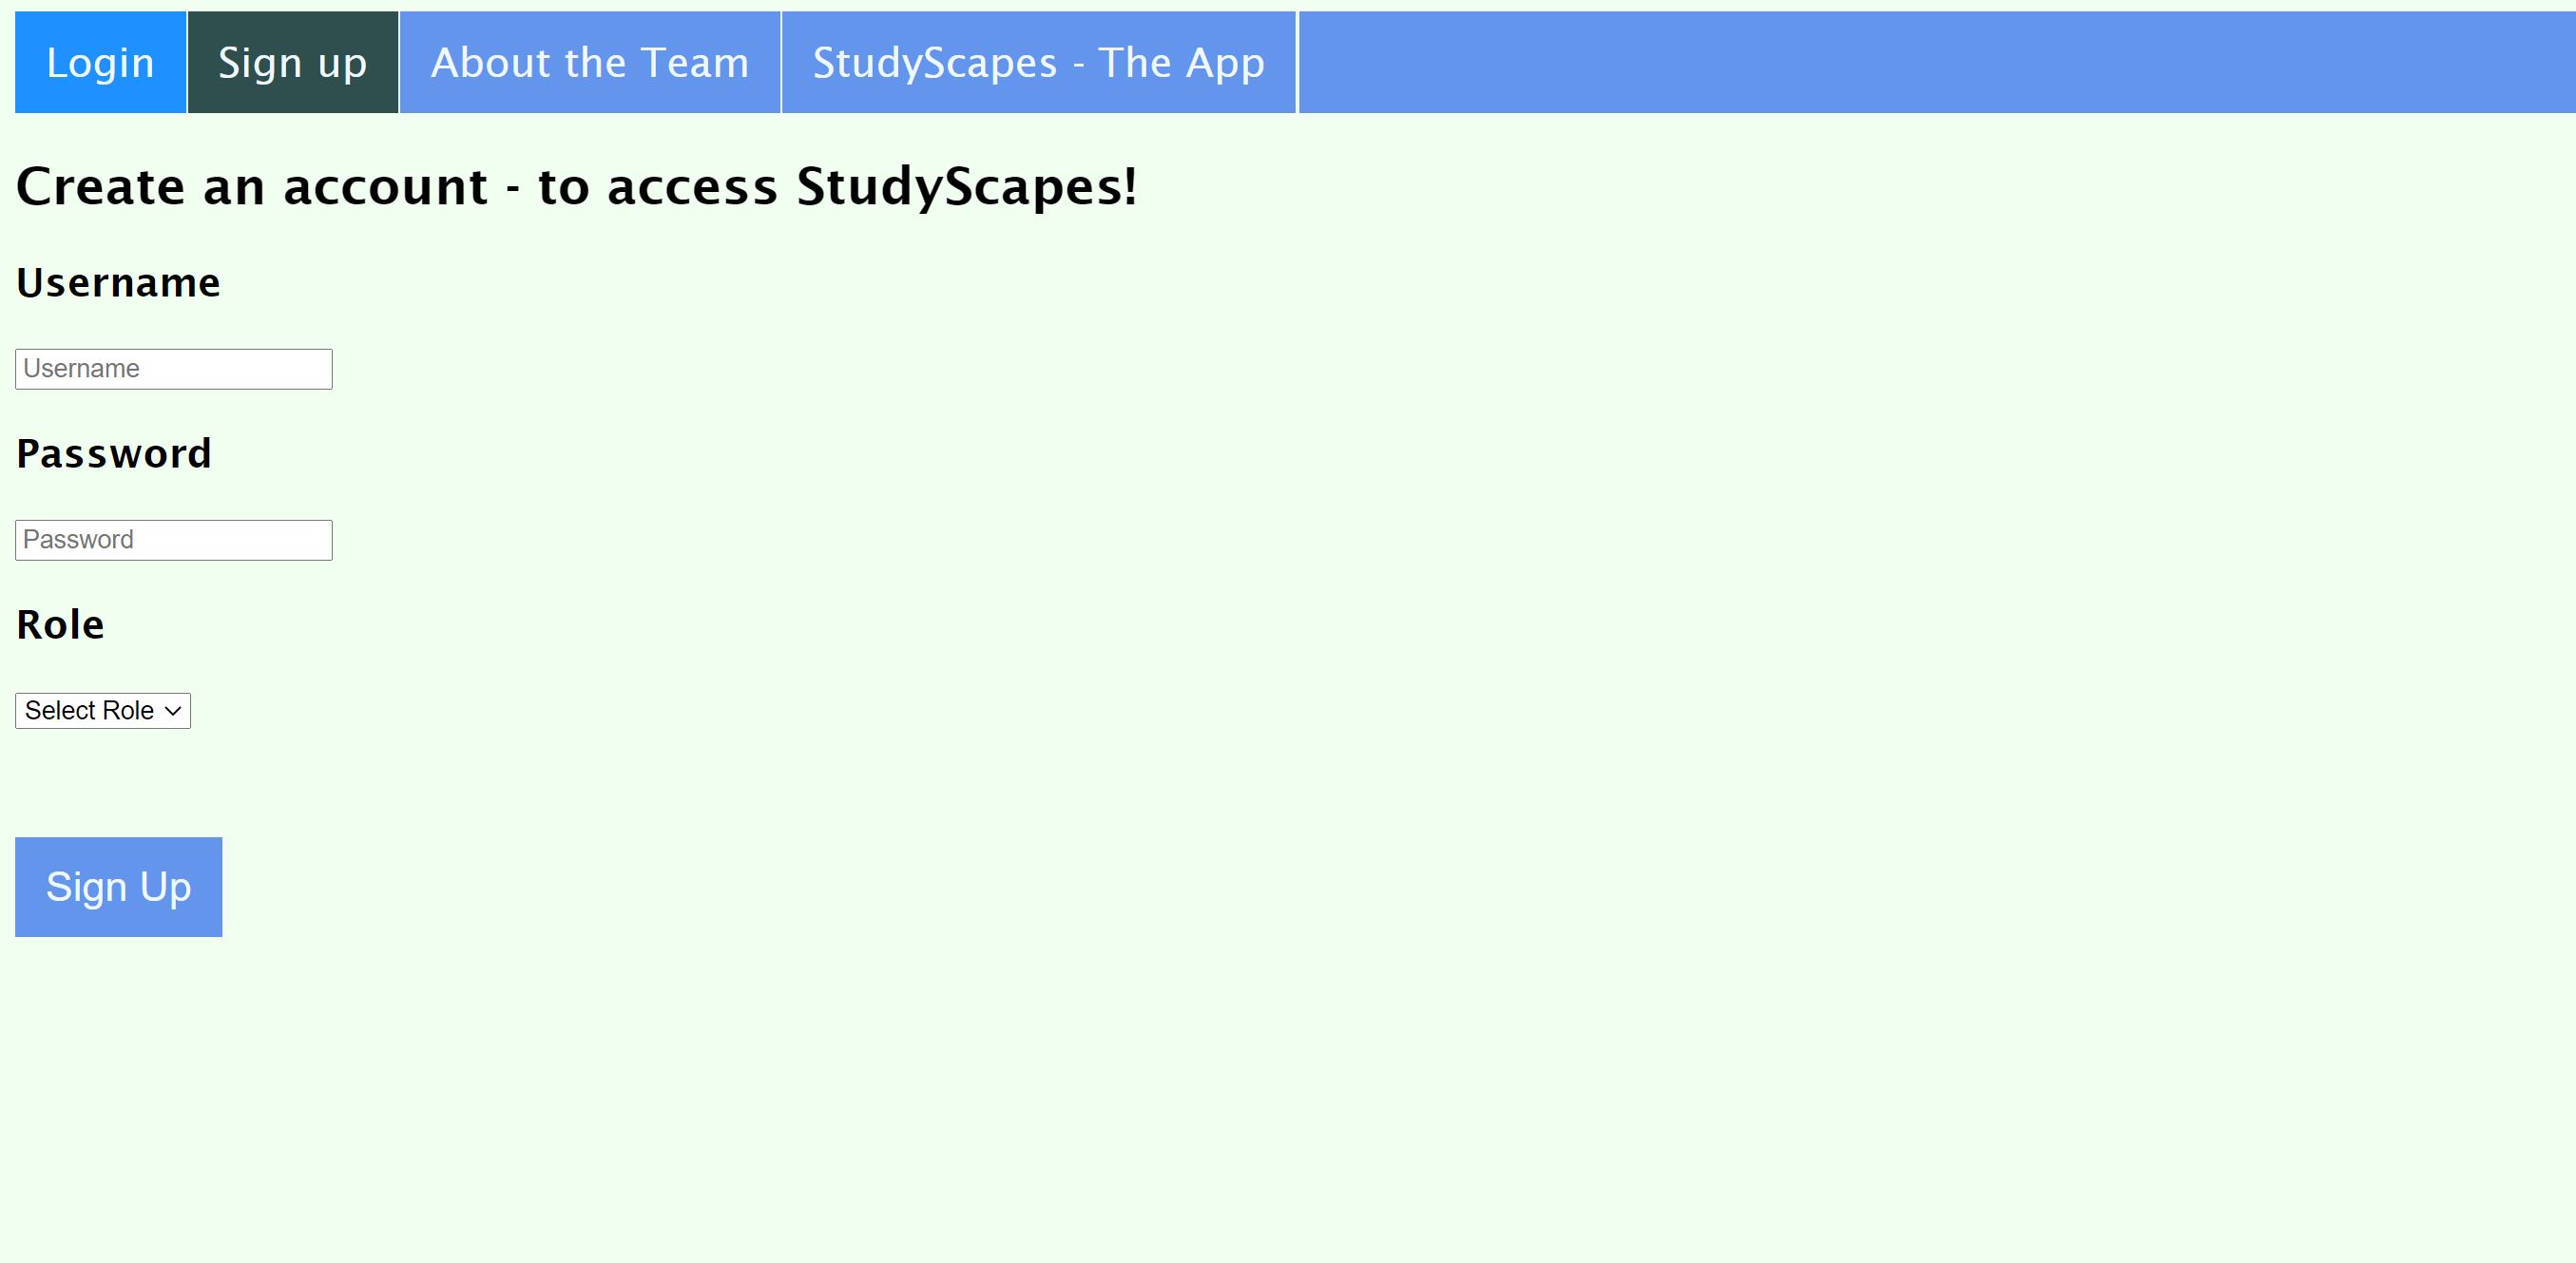 Login Sign up About the Team StudyScapes - The App
Create an account - to access StudyScapes!
Username
Username
Password
Password
Role
Select Role
Sign Up